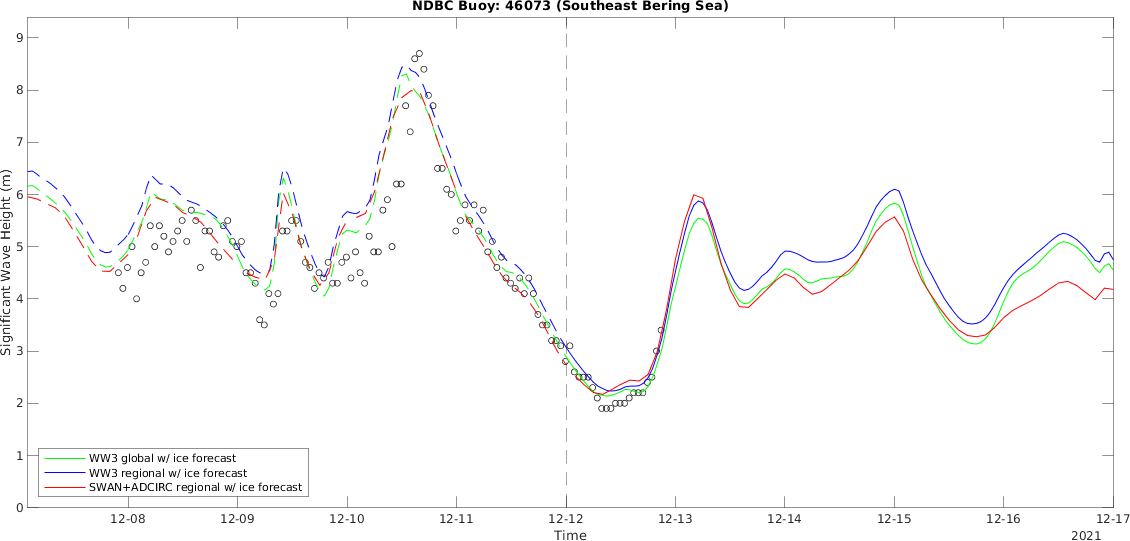 NDBC Buoy: 46073 (Southeast Bering Sea)
Significant Wave Height (m)
9
8
7
6
5
4
3
2
1
0
WW3 global w/ ice forecast
WW3 regional w/ ice forecast
SWAN+ADCIRC regional w/ ice forecast
12-08 12-09 12-10 12-11 12-12 12-13 12-14 12-15 12-16 12-17
Time
2021